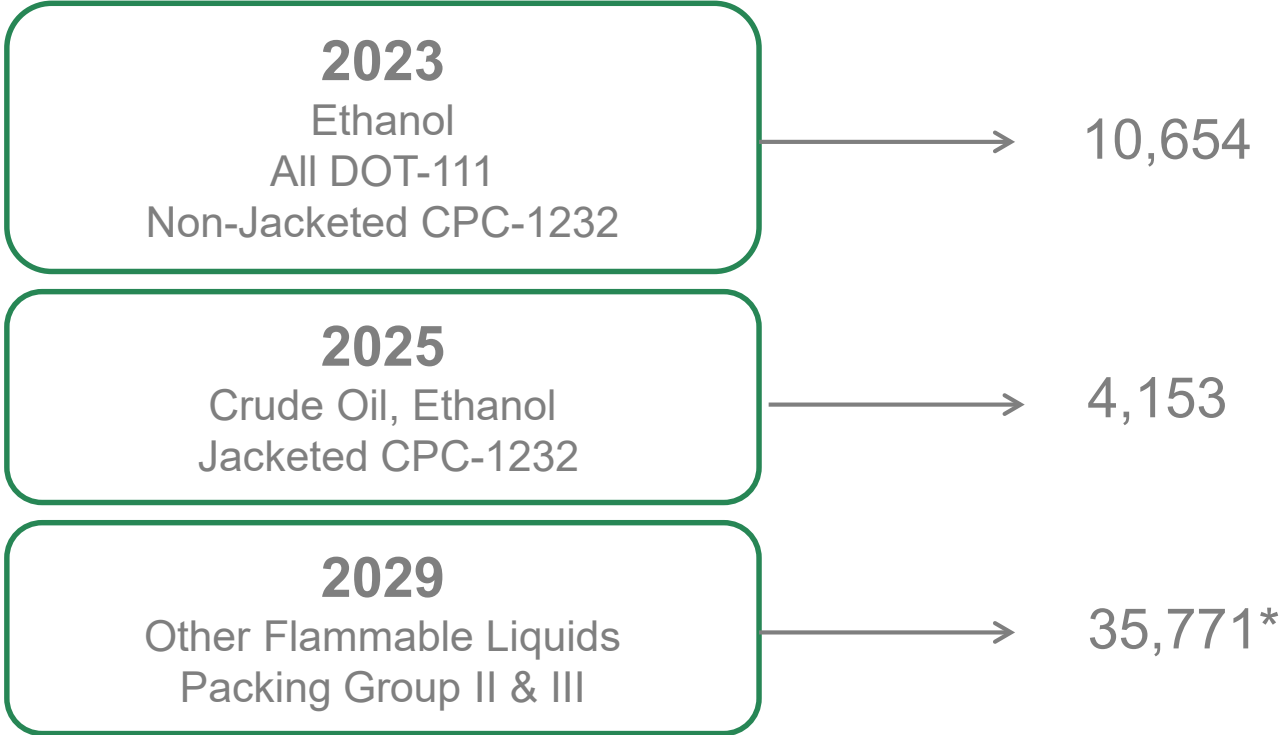 2023
Ethanol
All DOT-111
Non-Jacketed CPC-1232
10,654
2025
Crude Oil, Ethanol
Jacketed CPC-1232
4,153
2029
Other Flammable Liquids
Packing Group II & III
35,771*